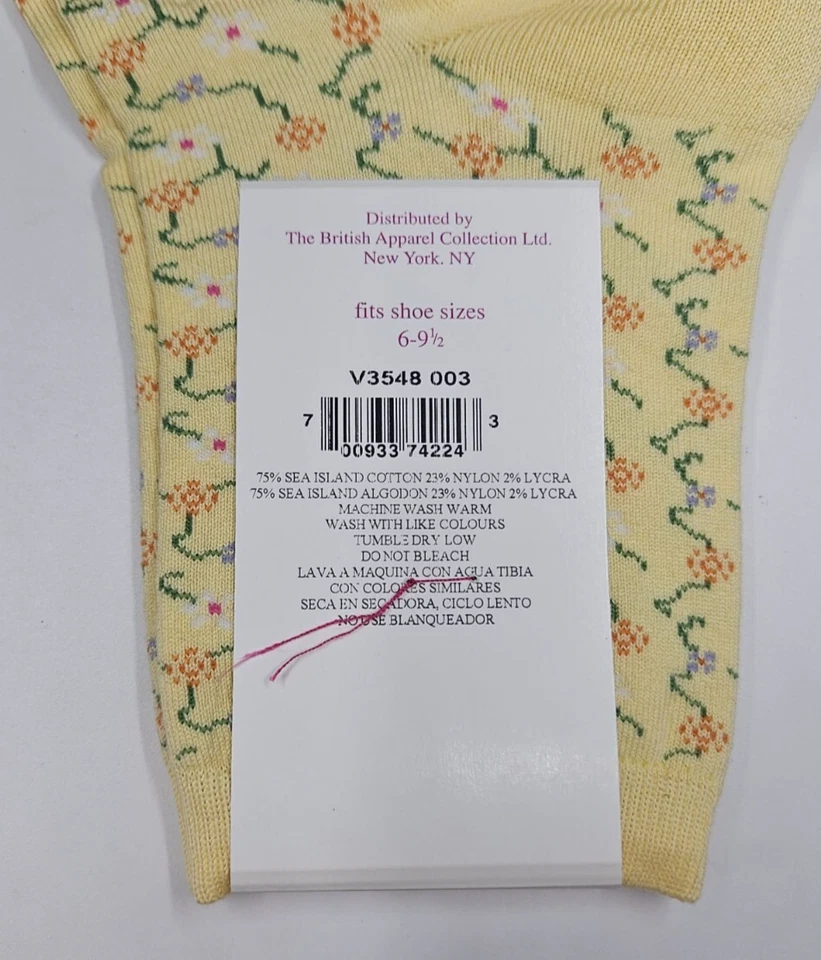 Distributed by
The British Apparel Collection Ltd.
New York. NY
fits shoe sizes
6-9½
V3548 003
7 00933 74224 3
75% SEA ISLAND COTTON 23% NYLON 2% LYCRA
75% SEA ISLAND ALGODON 23% NYLON 2% LYCRA
MACHINE WASH WARM
WASH WITH LIKE COLOURS
TUMBLE DRY LOW
DO NOT BLEACH
LAVA A MAQUINA CON AGUA TIBIA
CON COLORES SIMILARES
SECA EN SECADORA, CICLO LENTO
NO USE BLANQUEADOR